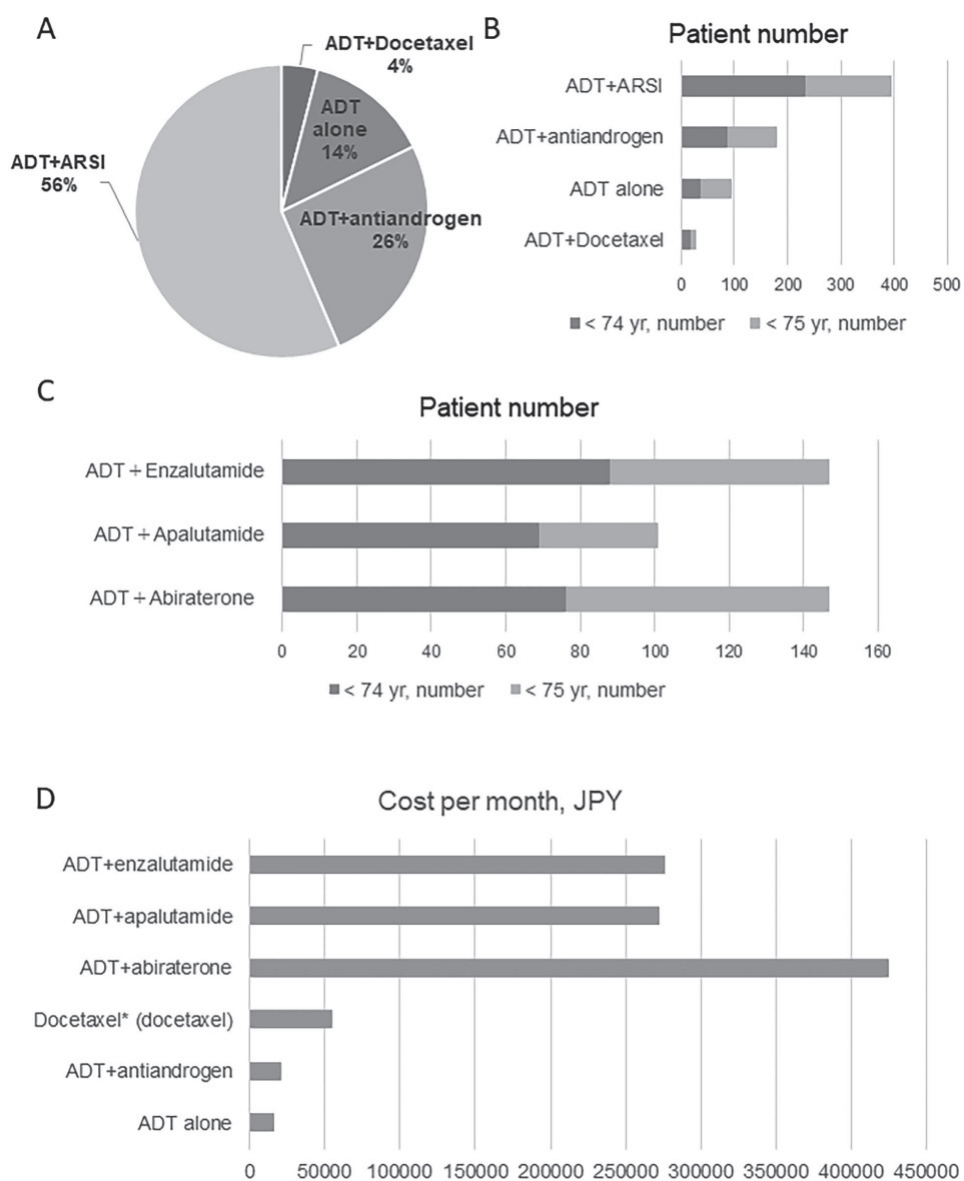 A
ADT+Docetaxel
4%
ADT
alone
14%
ADT+ARSI
56%
ADT+antiandrogen
26%
B
Patient number
ADT+ARSI
ADT+antiandrogen
ADT alone
ADT+Docetaxel
0 100 200 300 400 500
< 74 yr, number < 75 yr, number
C
Patient number
ADT + Enzalutamide
ADT + Apalutamide
ADT + Abiraterone
0 20 40 60 80 100 120 140 160
< 74 yr, number < 75 yr, number
D
Cost per month, JPY
ADT+enzalutamide
ADT+apalutamide
ADT+abiraterone
Docetaxel* (docetaxel)
ADT+antiandrogen
ADT alone
0 50000 100000 150000 200000 250000 300000 350000 400000 450000